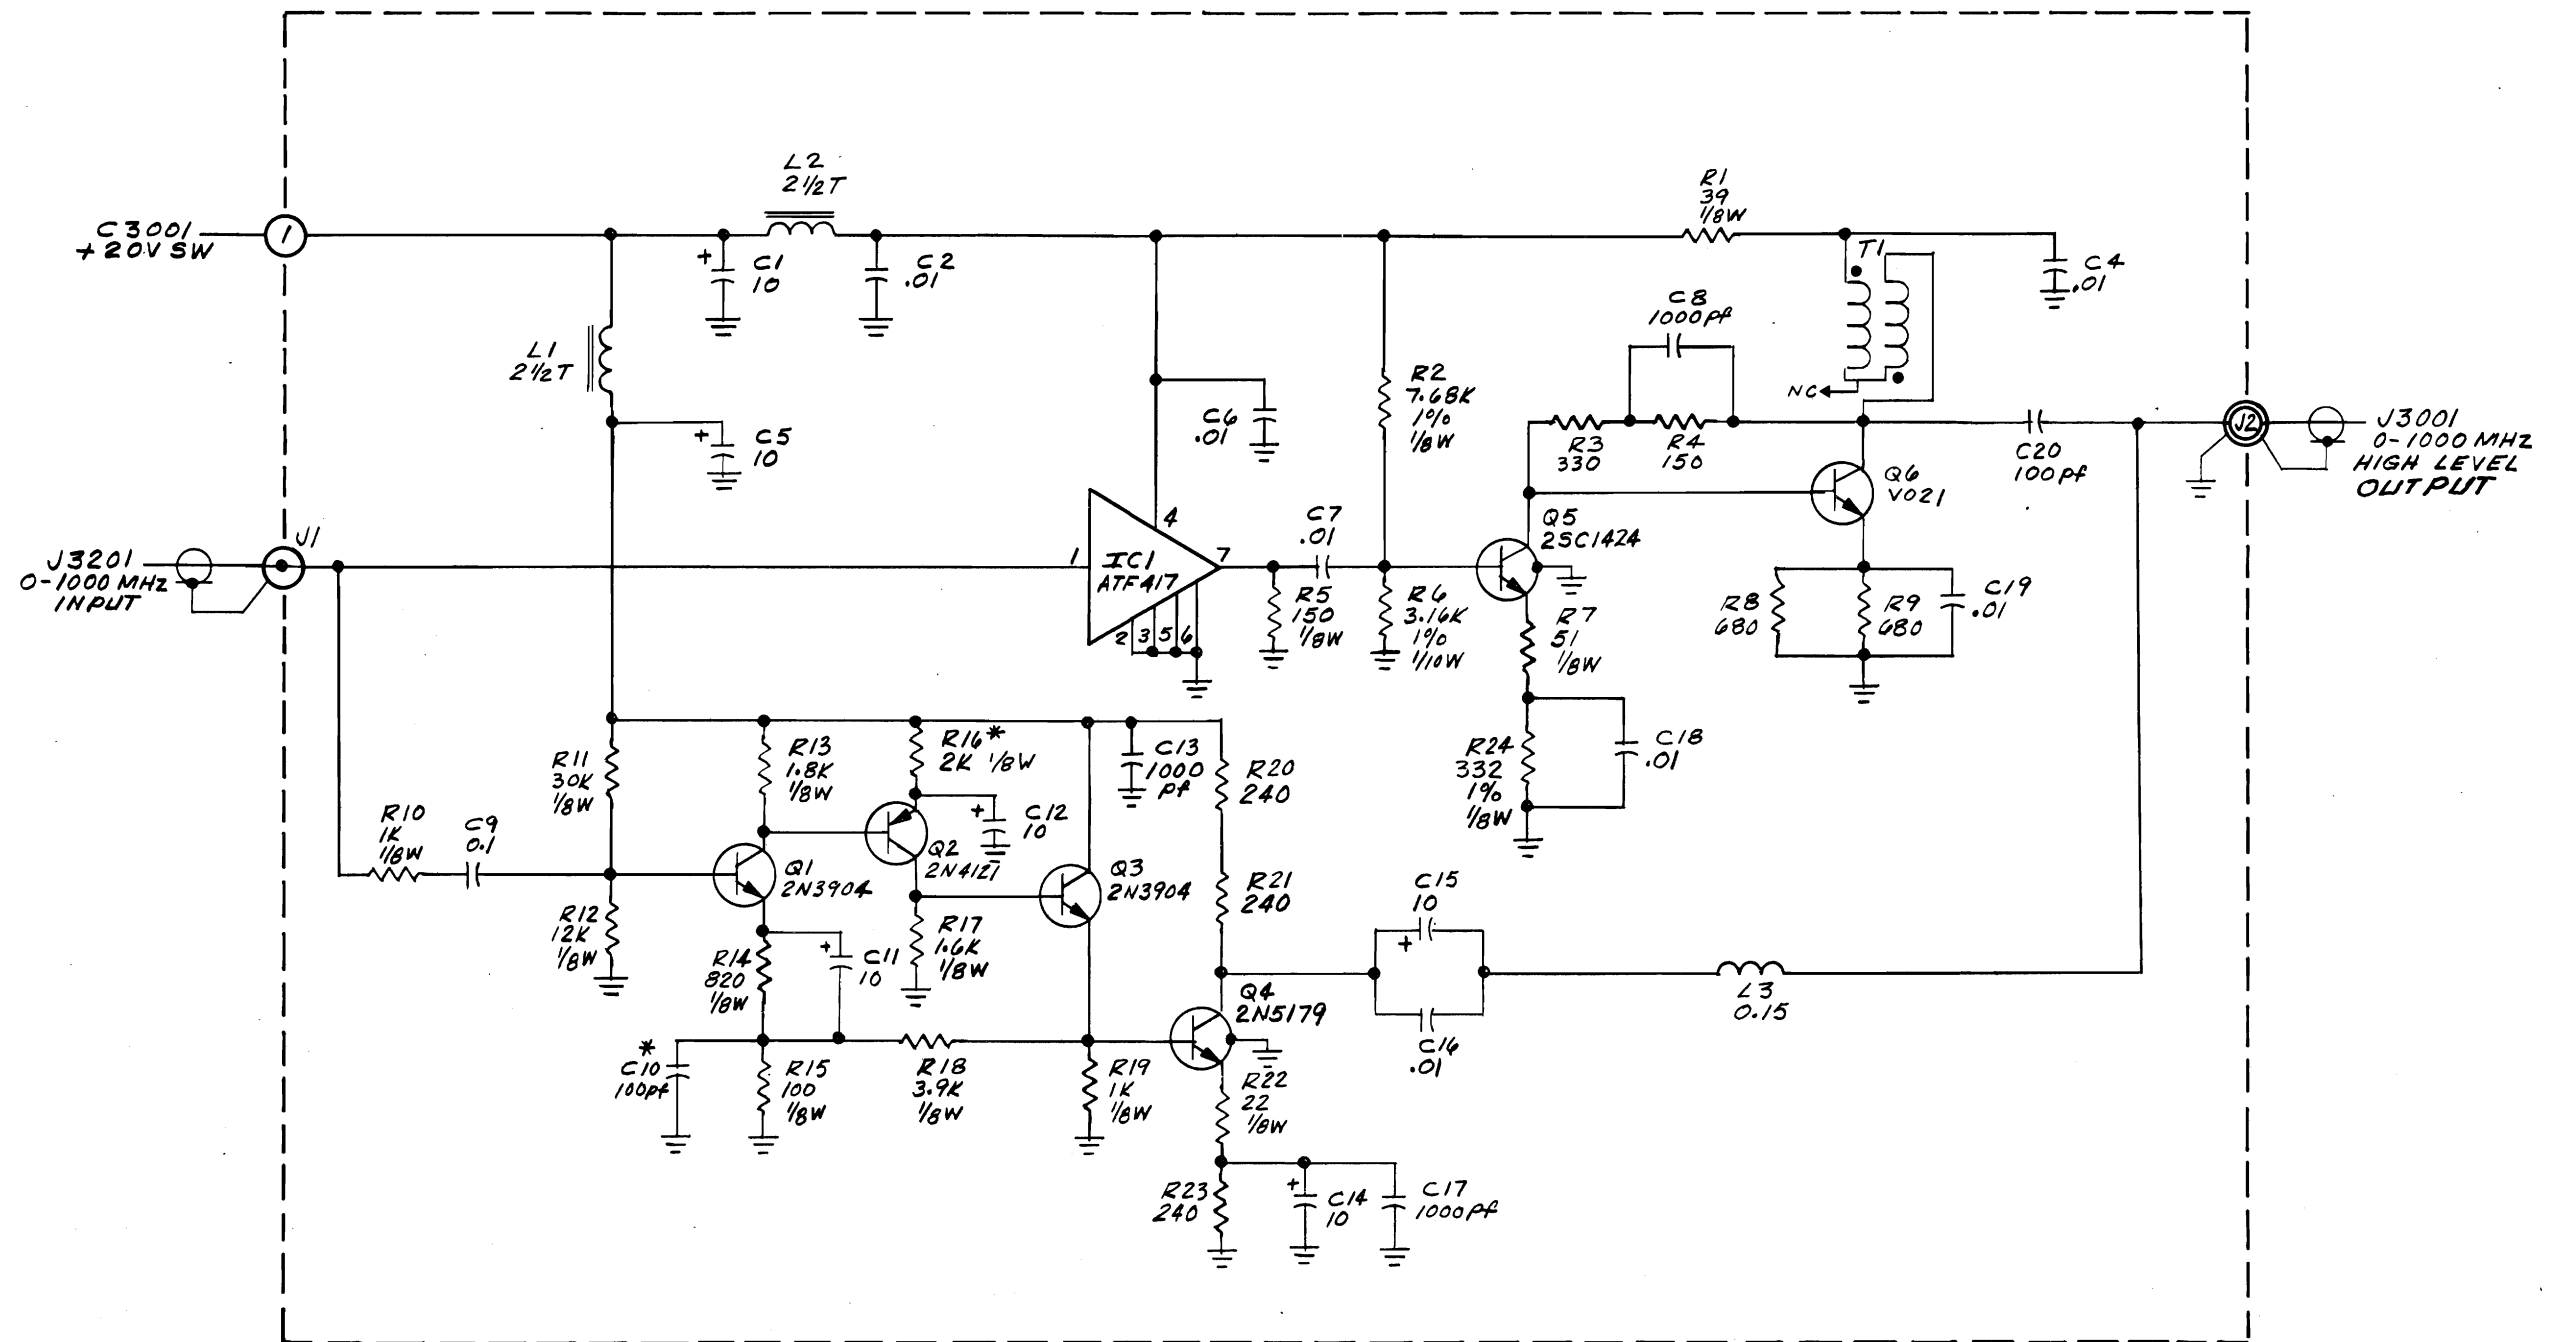 L2
2½T
R1
39
1/8W
C3001
+20V SW
1
C1
10
C2
.01
T1
C4
.01
C8
1000pf
L1
2½T
R2
7.68K
1%
1/8W
NC
C6
.01
C5
10
R3
330
R4
150
C20
100pf
J2
J3001
0-1000 MHZ
HIGH LEVEL
OUTPUT
Q6
V021
Q5
2SC1424
J1
J3201
0-1000 MHZ
INPUT
1
IC1
ATF417
4
7
2 3 5 6
C7
.01
R5
150
1/8W
R6
3.16K
1%
1/10W
R7
51
1/8W
R8
680
R9
680
C19
.01
R11
30K
1/8W
R13
1.8K
1/8W
R16*
2K 1/8W
C13
1000
pf
R20
240
R24
332
1%
1/8W
C18
.01
R10
1K
1/8W
C9
0.1
C12
10
Q1
2N3904
Q2
2N4121
Q3
2N3904
R21
240
C15
10
R12
12K
1/8W
R14
820
1/8W
C11
10
R17
1.6K
1/8W
Q4
2N5179
L3
0.15
C16
.01
*
C10
100pf
R15
100
1/8W
R18
3.9K
1/8W
R19
1K
1/8W
R22
22
1/8W
R23
240
C14
10
C17
1000pf